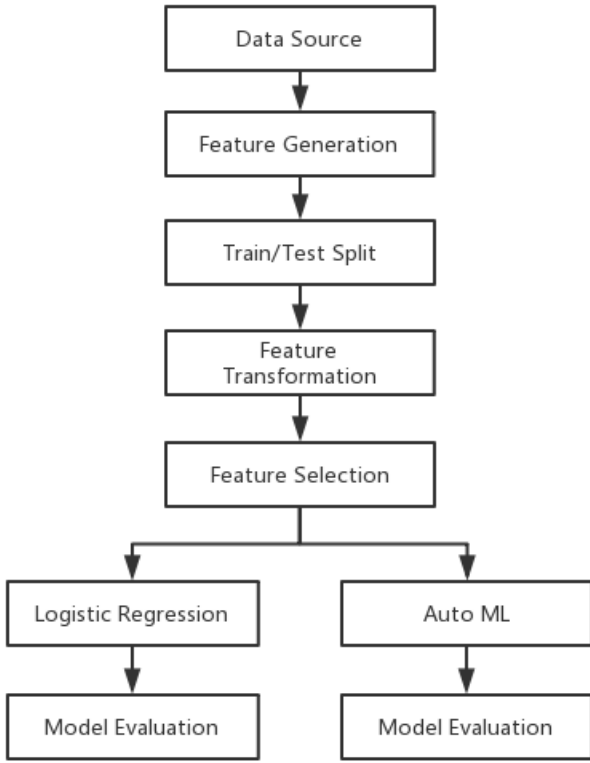 Data Source
Feature Generation
Train/Test Split
Feature
Transformation
Feature Selection
Logistic Regression
Auto ML
Model Evaluation
Model Evaluation